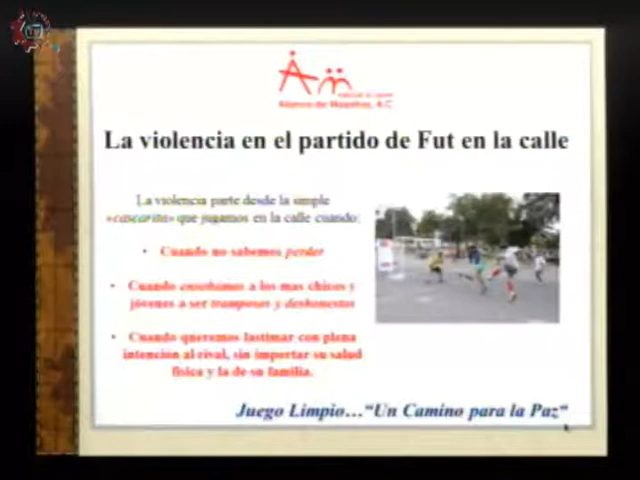 Alianza de Maestros, A.C
La violencia en el partido de Fut en la calle
La violencia parte desde la simple
«cascarita» que jugamos en la calle cuando:
• Cuando no sabemos perder
• Cuando enseñamos a los mas chicos y
jóvenes a ser tramposos y deshonestos
• Cuando queremos lastimar con plena
intención al rival, sin importar su salud
física y la de su familia.
Juego Limpio…“Un Camino para la Paz“